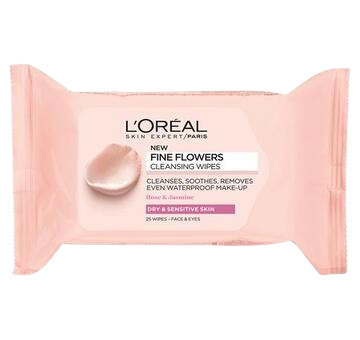 L'ORÉAL
SKIN EXPERT/PARIS
NEW
FINE FLOWERS
CLEANSING WIPES
CLEANSES, SOOTHES, REMOVES
EVEN WATERPROOF MAKE-UP
Rose & Jasmine
DRY & SENSITIVE SKIN
25 WIPES - FACE & EYES